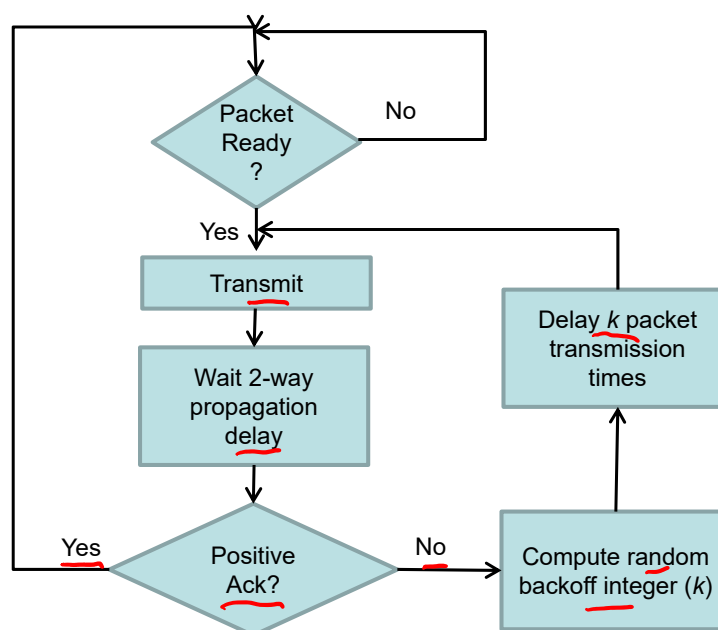 Packet
Ready
?
No
Yes
Transmit
Wait 2-way
propagation
delay
Delay k packet
transmission
times
Yes
Positive
Ack?
No
Compute random
backoff integer (k)